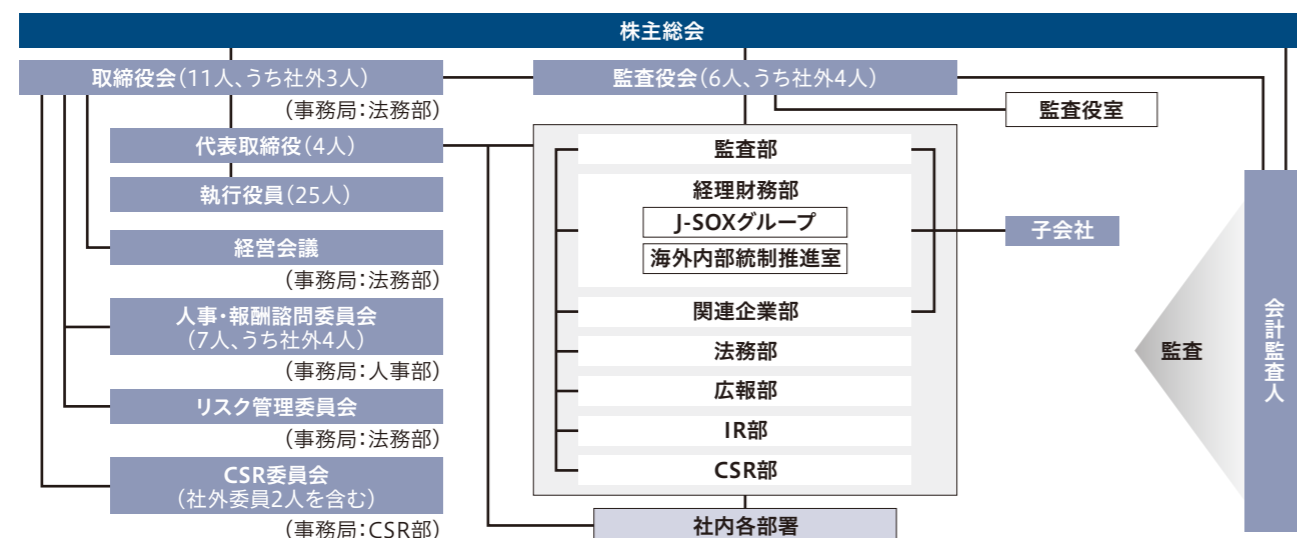 株主総会
取締役会(11人、うち社外3人)
(事務局:法務部)
代表取締役(4人)
執行役員(25人)
経営会議
(事務局:法務部)
人事・報酬諮問委員会
(7人、うち社外4人)
(事務局:人事部)
リスク管理委員会
(事務局:法務部)
CSR委員会
(社外委員2人を含む)
(事務局:CSR部)
監査役会(6人、うち社外4人)
監査役室
監査部
経理財務部
J-SOXグループ
海外内部統制推進室
関連企業部
法務部
広報部
IR部
CSR部
社内各部署
子会社
監査
会計監査人